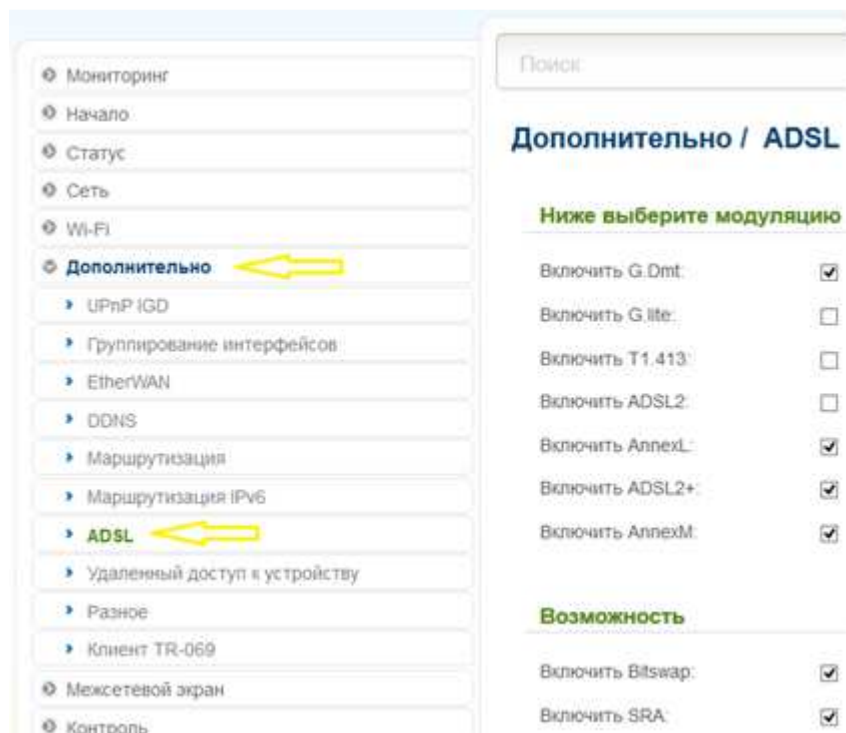 Мониторинг
Начало
Статус
Сеть
Wi-Fi
Дополнительно
UPnP IGD
Группирование интерфейсов
EtherWAN
DDNS
Маршрутизация
Маршрутизация IPv6
ADSL
Удаленный доступ к устройству
Разное
Клиент TR-069
Межсетевой экран
Контроль
Поиск
Дополнительно / ADSL
Ниже выберите модуляцию
Включить G.Dmt:
Включить G.lite:
Включить T1.413:
Включить ADSL2:
Включить AnnexL:
Включить ADSL2+:
Включить AnnexM:
Возможность
Включить Bitswap:
Включить SRA: